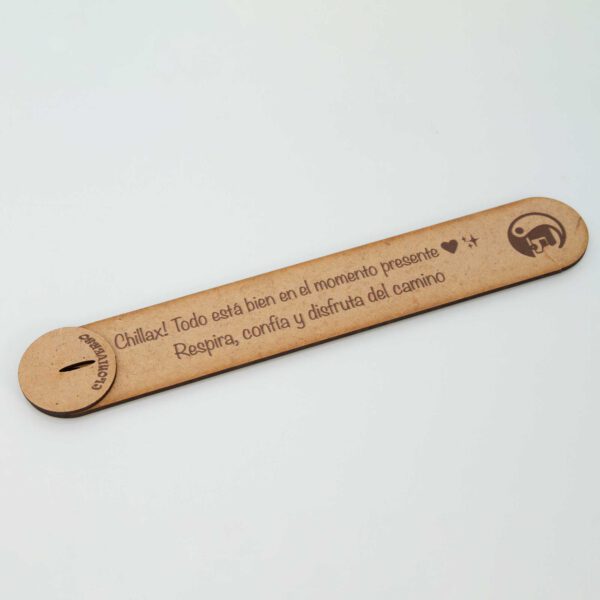 Chillax! Todo está bien en el momento presente ♥ ✨
Respira, confía y disfruta del camino